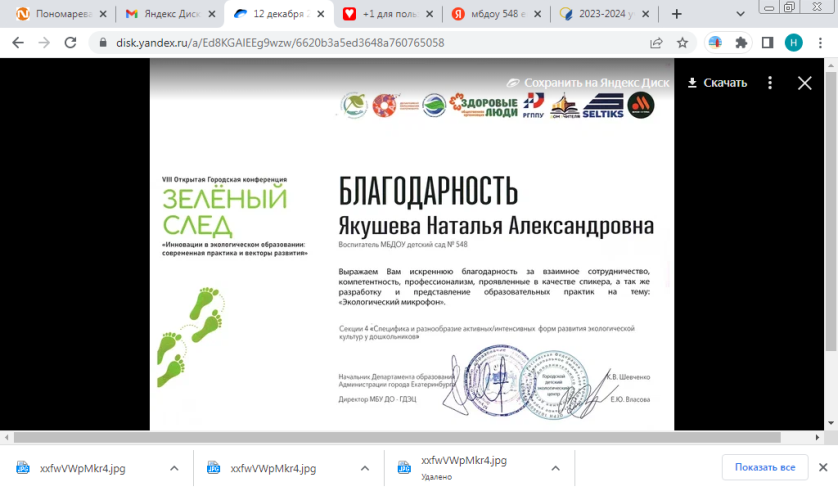 Пономарева
Яндекс Диск
12 декабря
+1 для поль
мбдоу 548 е
2023-2024 у
disk.yandex.ru/a/Ed8KGAIEEg9wzw/6620b3a5ed3648a760765058
Н
Сохранить на Яндекс Диск
Скачать
ЗДОРОВЫЕ
ЛЮДИ
РГППУ
SELTIKS
VIII Открытая Городская конференция
ЗЕЛЁНЫЙ
СЛЕД
«Инновации в экологическом образовании:
современная практика и векторы развития»
БЛАГОДАРНОСТЬ
Якушева Наталья Александровна
Воспитатель МБДОУ детский сад № 548
Выражаем Вам искреннюю благодарность за взаимное сотрудничество,
компетентность, профессионализм, проявленные в качестве спикера, а так же
разработку и представление образовательных практик на тему:
«Экологический микрофон».
Секции 4 «Специфика и разнообразие активных/интенсивных форм развития экологической
культур у дошкольников»
Начальник Департамента образования
Администрации города Екатеринбурга
К.В. Шевченко
Директор МБУ ДО - ГДЭЦ
Е.Ю. Власова
Городской
детский
экологический
центр
xxfwVWpMkr4.jpg
xxfwVWpMkr4.jpg
xxfwVWpMkr4.jpg
Удалено
Показать все